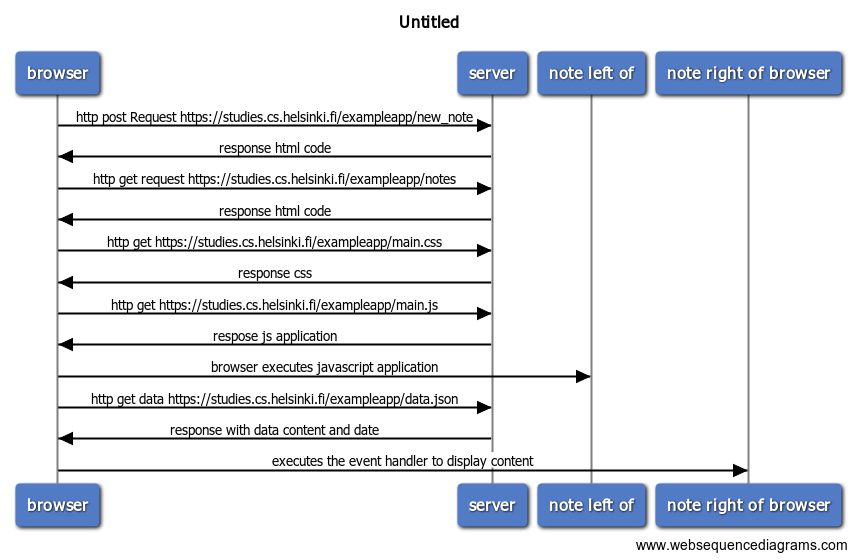 Untitled
browser server note left of note right of browser
http post Request https://studies.cs.helsinki.fi/exampleapp/new_note
response html code
http get request https://studies.cs.helsinki.fi/exampleapp/notes
response html code
http get https://studies.cs.helsinki.fi/exampleapp/main.css
response css
http get https://studies.cs.helsinki.fi/exampleapp/main.js
respose js application
browser executes javascript application
http get data https://studies.cs.helsinki.fi/exampleapp/data.json
response with data content and date
executes the event handler to display content
browser server note left of note right of browser
www.websequencediagrams.com